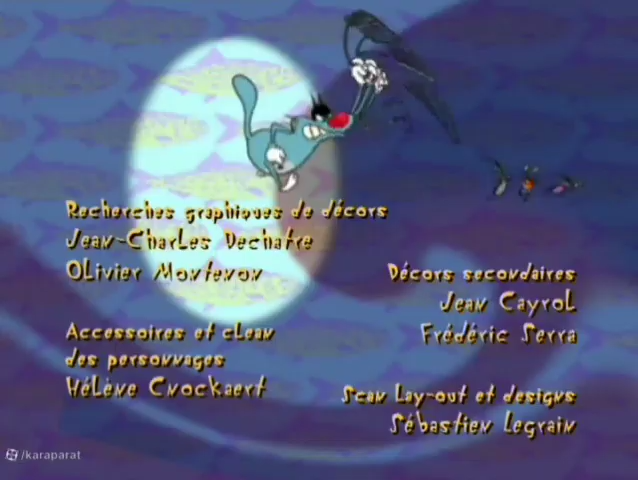 Recherches graphiques de décors
Jean-Charles Dechatre
Olivier Montenon
Accessoires et clean
des personnages
Hélène Cnockaert
Décors secondaires
Jean Cayrol
Frédéric Serra
Scan Lay-out et designs
Sébastien Legrain
/karaparat